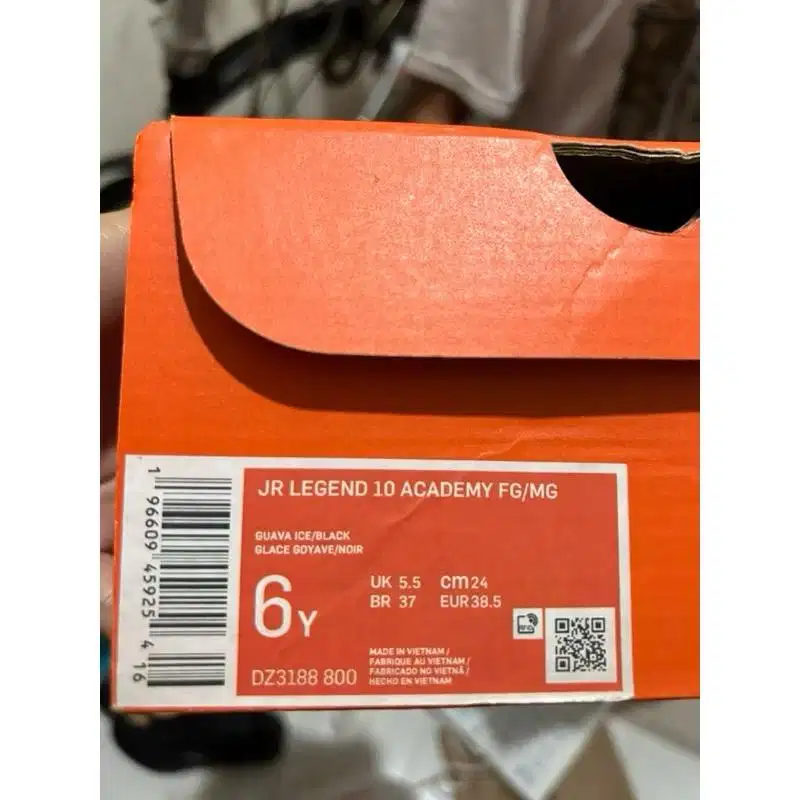 JR LEGEND 10 ACADEMY FG/MG
GUAVA ICE/BLACK
GLACE GOYAVE/NOIR
6Y
UK 5.5 cm 24
BR 37 EUR 38.5
RFID
DZ3188 800
MADE IN VIETNAM /
FABRIQUE AU VIETNAM /
FABRICADO NO VIETNÃ /
HECHO EN VIETNAM
1 96609 45925 4 16